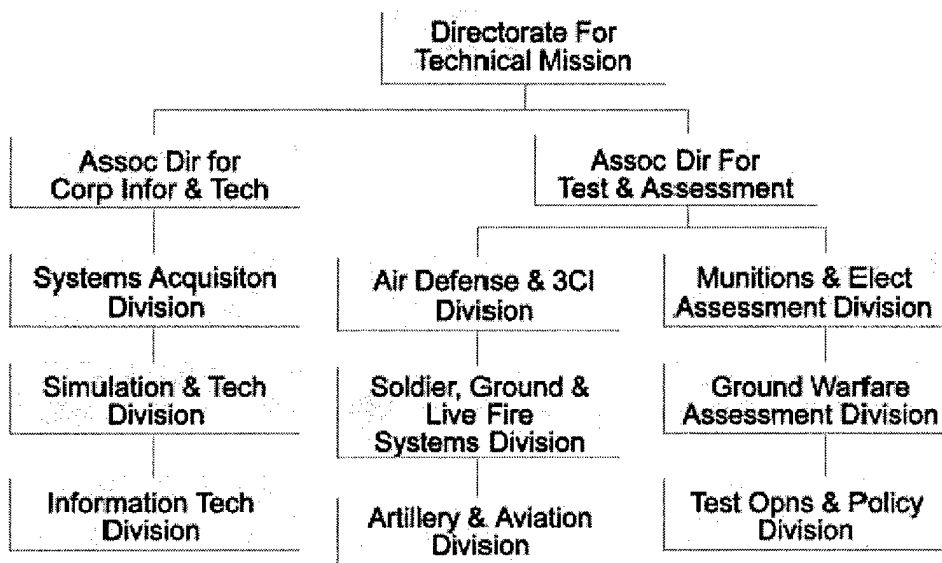 Directorate For
Technical Mission
Assoc Dir for
Corp Infor & Tech
Assoc Dir For
Test & Assessment
Systems Acquisiton
Division
Air Defense & 3CI
Division
Munitions & Elect
Assessment Division
Simulation & Tech
Division
Soldier, Ground &
Live Fire
Systems Division
Ground Warfare
Assessment Division
Information Tech
Division
Artillery & Aviation
Division
Test Opns & Policy
Division